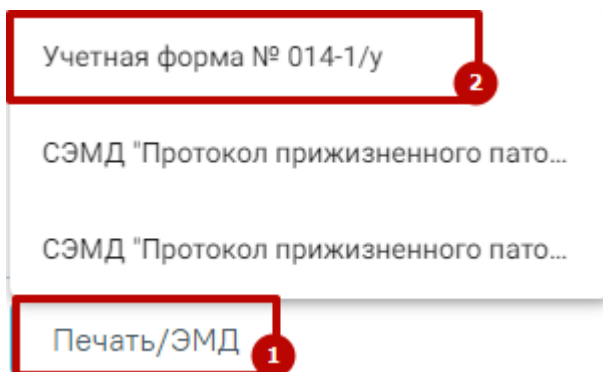 Учетная форма № 014-1/у
2
СЭМД "Протокол прижизненного пато...
СЭМД "Протокол прижизненного пато...
Печать/ЭМД
1